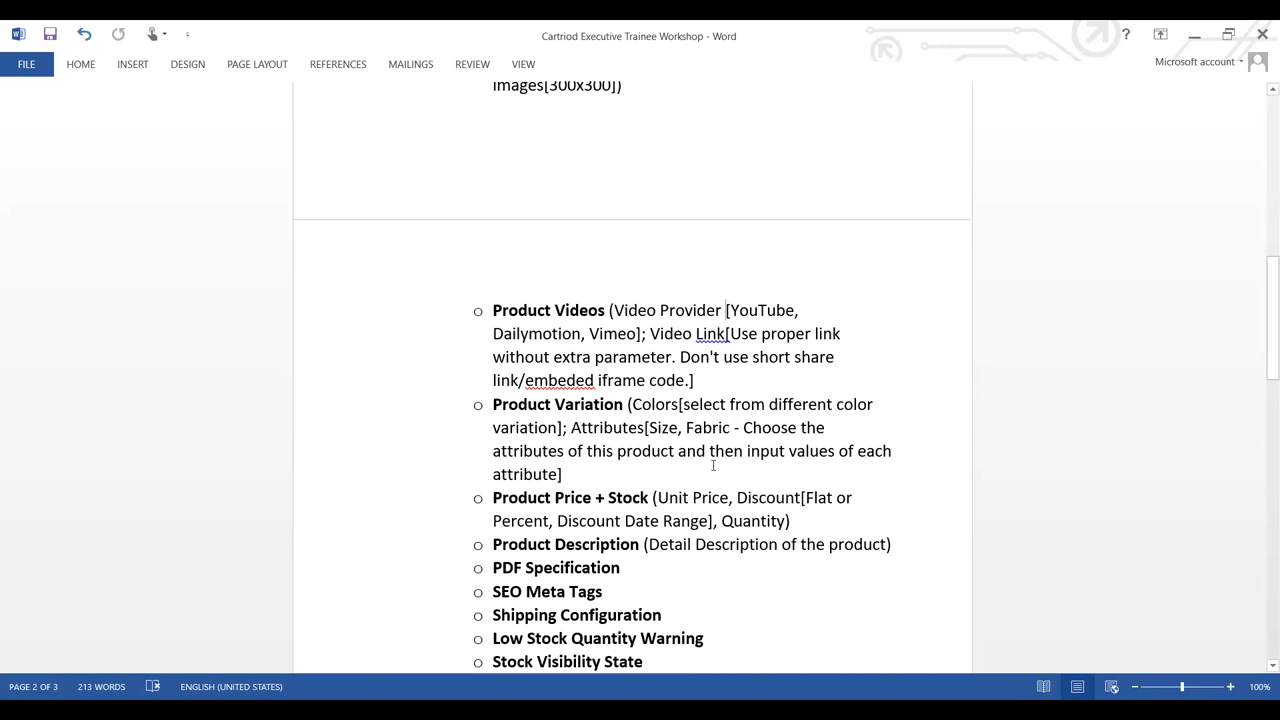 Cartriod Executive Trainee Workshop - Word
?
FILE
HOME
INSERT
DESIGN
PAGE LAYOUT
REFERENCES
MAILINGS
REVIEW
VIEW
Microsoft account
images[300x300])
o Product Videos (Video Provider [YouTube,
Dailymotion, Vimeo]; Video Link[Use proper link
without extra parameter. Don't use short share
link/embeded iframe code.]
o Product Variation (Colors[select from different color
variation]; Attributes[Size, Fabric - Choose the
attributes of this product and then input values of each
attribute]
o Product Price + Stock (Unit Price, Discount[Flat or
Percent, Discount Date Range], Quantity)
o Product Description (Detail Description of the product)
o PDF Specification
o SEO Meta Tags
o Shipping Configuration
o Low Stock Quantity Warning
o Stock Visibility State
PAGE 2 OF 3
213 WORDS
ENGLISH (UNITED STATES)
100%